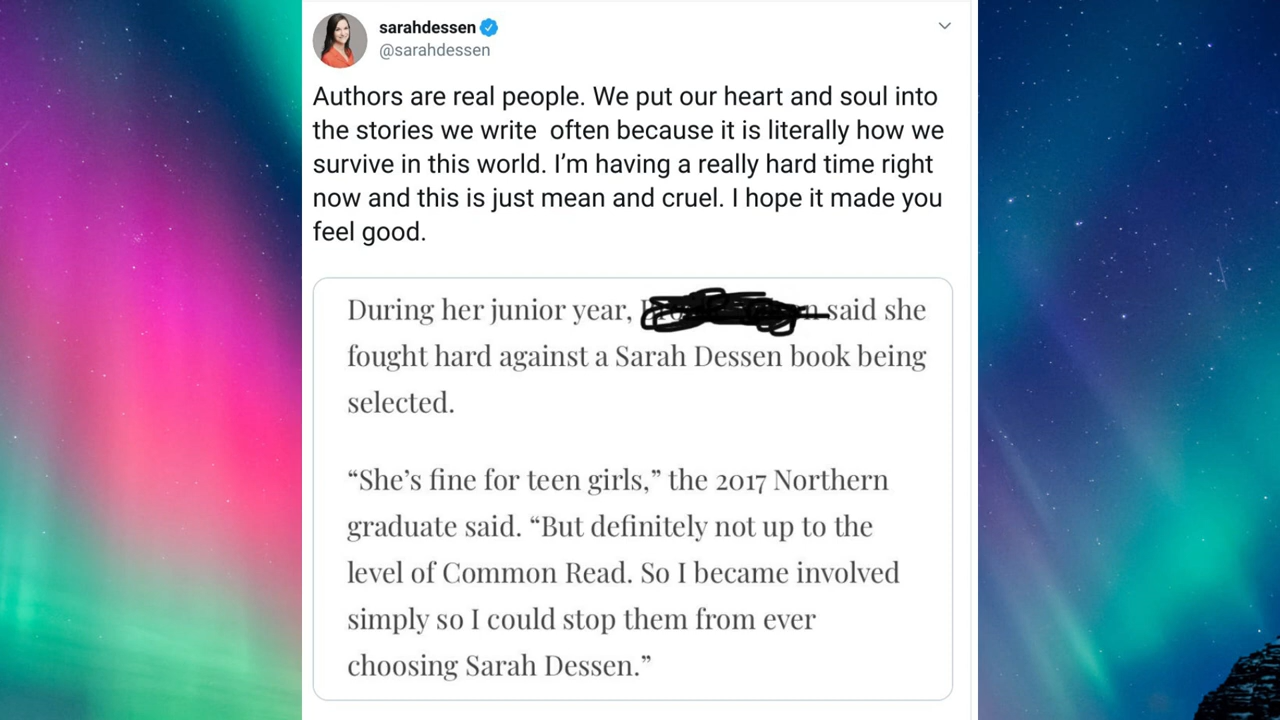 sarahdessen
@sarahdessen
Authors are real people. We put our heart and soul into
the stories we write  often because it is literally how we
survive in this world. I’m having a really hard time right
now and this is just mean and cruel. I hope it made you
feel good.
During her junior year, said she
fought hard against a Sarah Dessen book being
selected.
“She’s fine for teen girls,” the 2017 Northern
graduate said. “But definitely not up to the
level of Common Read. So I became involved
simply so I could stop them from ever
choosing Sarah Dessen.”